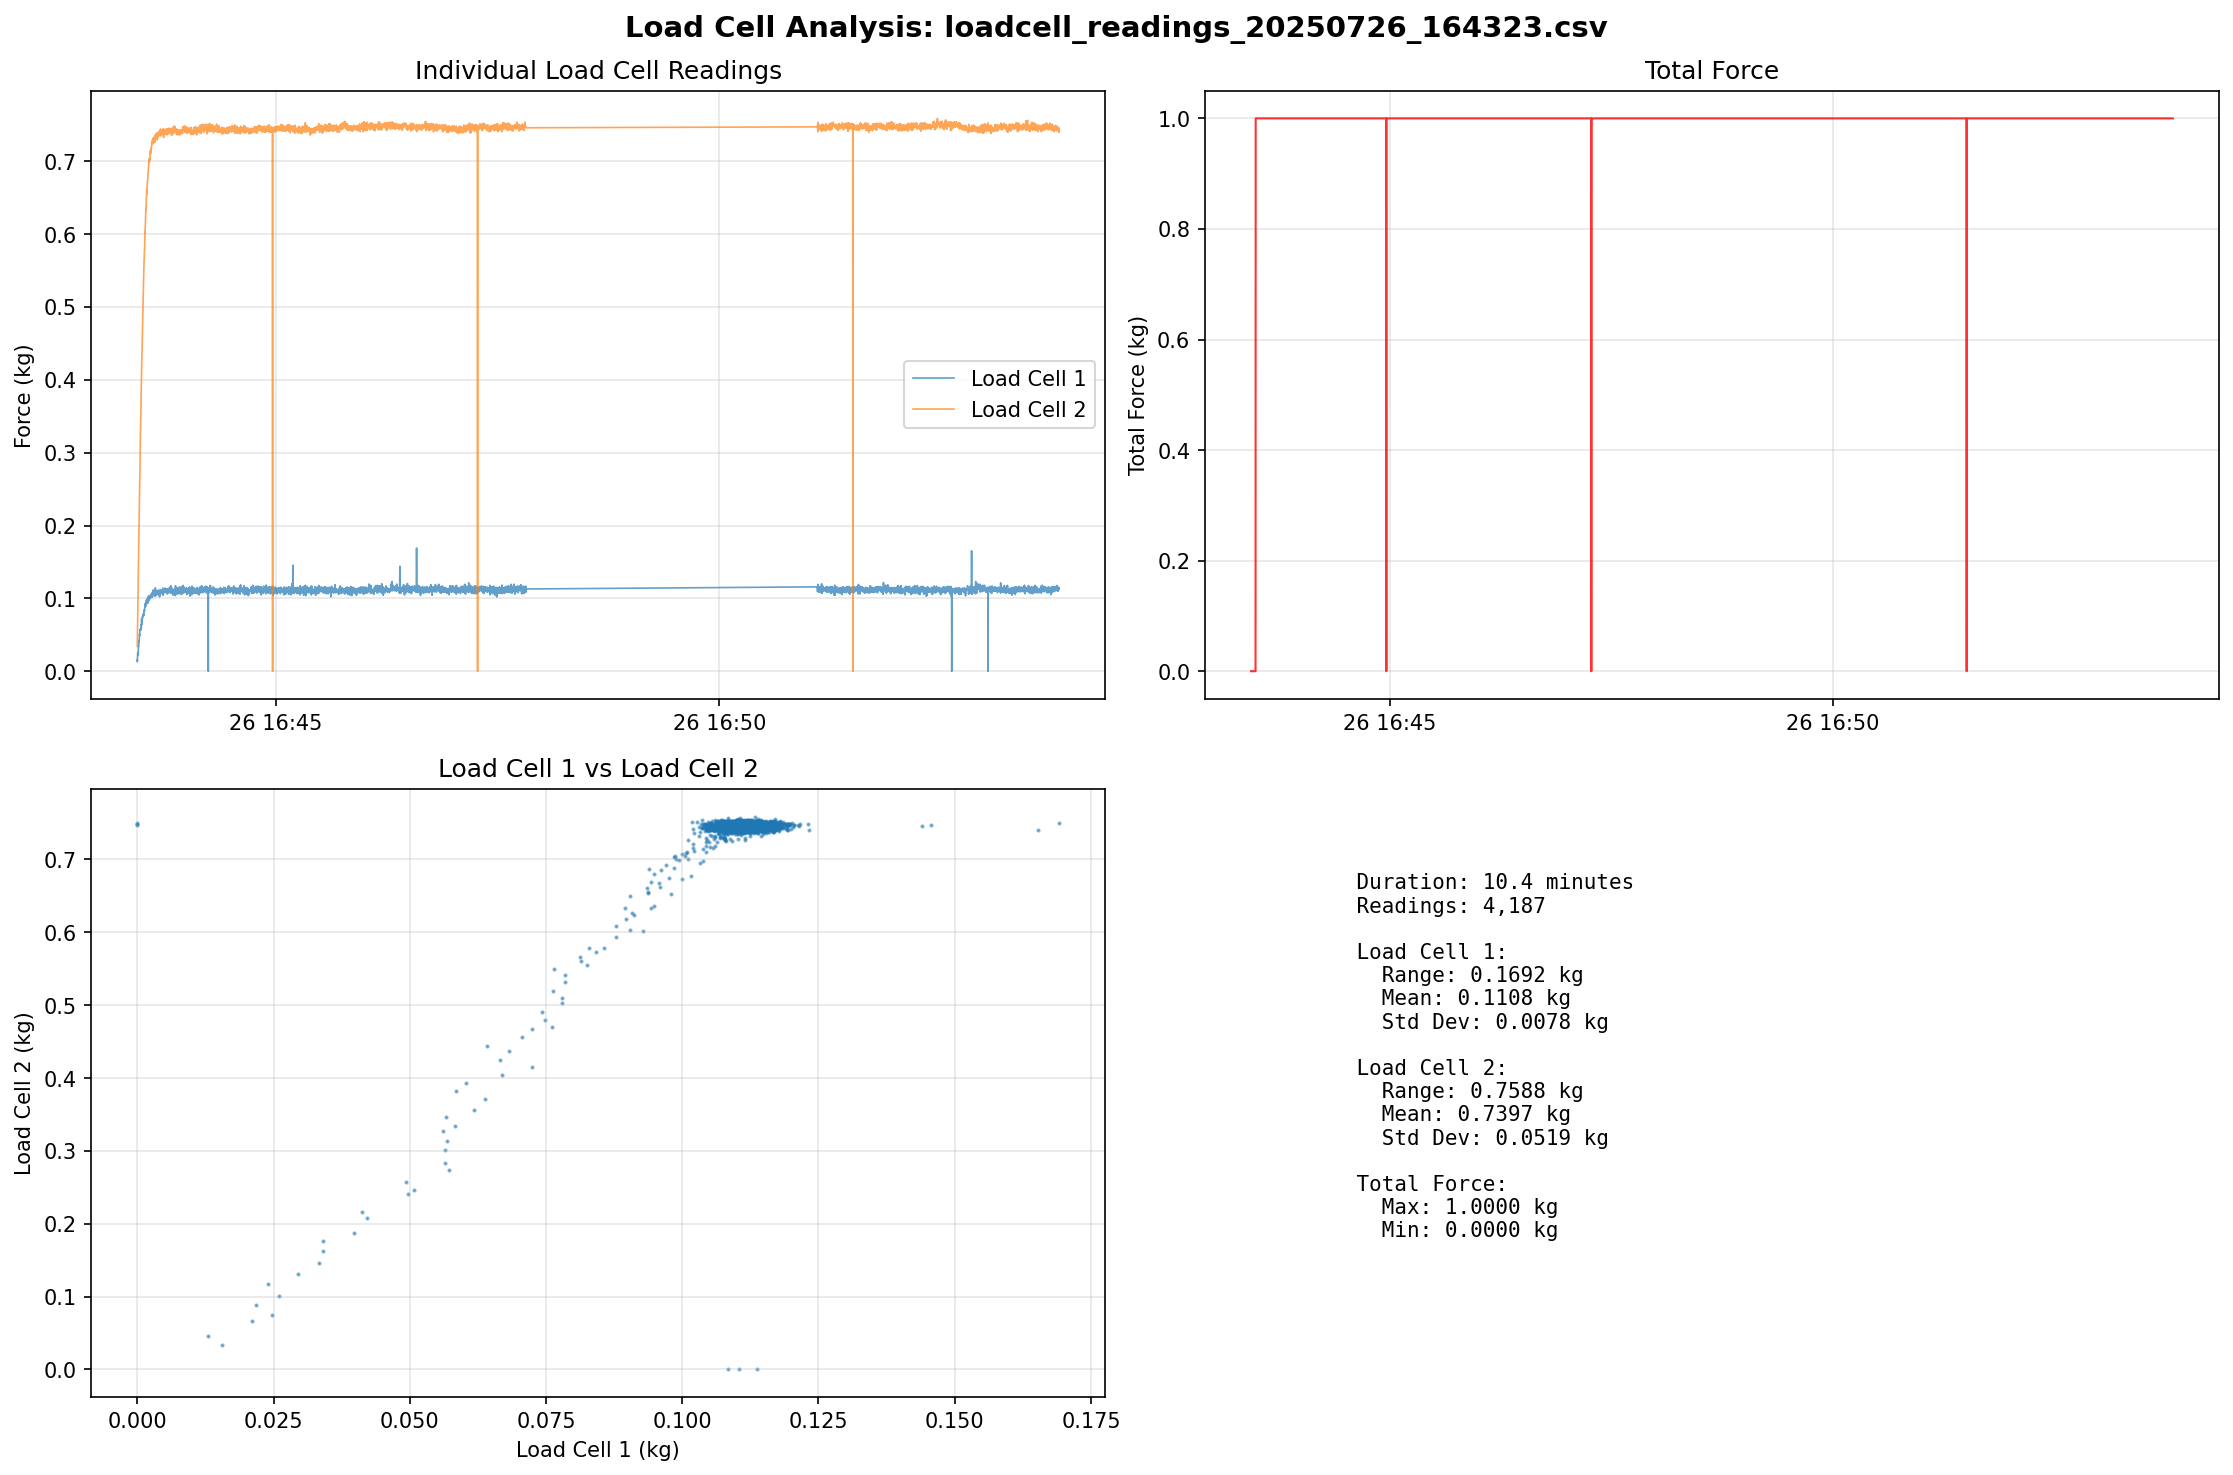 Load Cell Analysis: loadcell_readings_20250726_164323.csv
Individual Load Cell Readings
Force (kg)
0.7
0.6
0.5
0.4
0.3
0.2
0.1
0.0
Load Cell 1
Load Cell 2
26 16:45
26 16:50
Total Force
Total Force (kg)
1.0
0.8
0.6
0.4
0.2
0.0
26 16:45
26 16:50
Load Cell 1 vs Load Cell 2
Load Cell 2 (kg)
0.7
0.6
0.5
0.4
0.3
0.2
0.1
0.0
0.000
0.025
0.050
0.075
0.100
0.125
0.150
0.175
Load Cell 1 (kg)
Duration: 10.4 minutes
Readings: 4,187
Load Cell 1:
Range: 0.1692 kg
Mean: 0.1108 kg
Std Dev: 0.0078 kg
Load Cell 2:
Range: 0.7588 kg
Mean: 0.7397 kg
Std Dev: 0.0519 kg
Total Force:
Max: 1.0000 kg
Min: 0.0000 kg